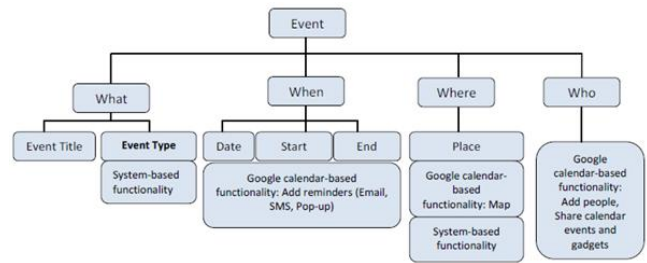 Event
What
When
Where
Who
Event Title
Event Type
Date
Start
End
Place
System-based
functionality
Google calendar-based
functionality: Add reminders (Email,
SMS, Pop-up)
Google calendar-
based
functionality: Map
System-based
functionality
Google
calendar-based
functionality:
Add people,
Share calendar
events and
gadgets